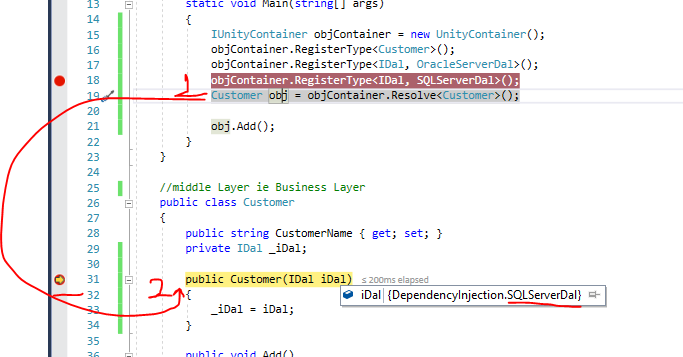 13 static void Main(string[] args)
14 {
15 IUnityContainer objContainer = new UnityContainer();
16 objContainer.RegisterType<Customer>();
17 objContainer.RegisterType<IDal, OracleServerDal>();
18 objContainer.RegisterType<IDal, SQLServerDal>();
1
19 Customer obj = objContainer.Resolve<Customer>();
20
21 obj.Add();
22 }
23 }
24
25 //middle Layer ie Business Layer
26 public class Customer
27 {
28 public string CustomerName { get; set; }
29 private IDal _iDal;
30
31 public Customer(IDal iDal) ≤ 200ms elapsed
2
32 {
iDal {DependencyInjection.SQLServerDal}
33 _iDal = iDal;
34 }
35
36 public void Add()